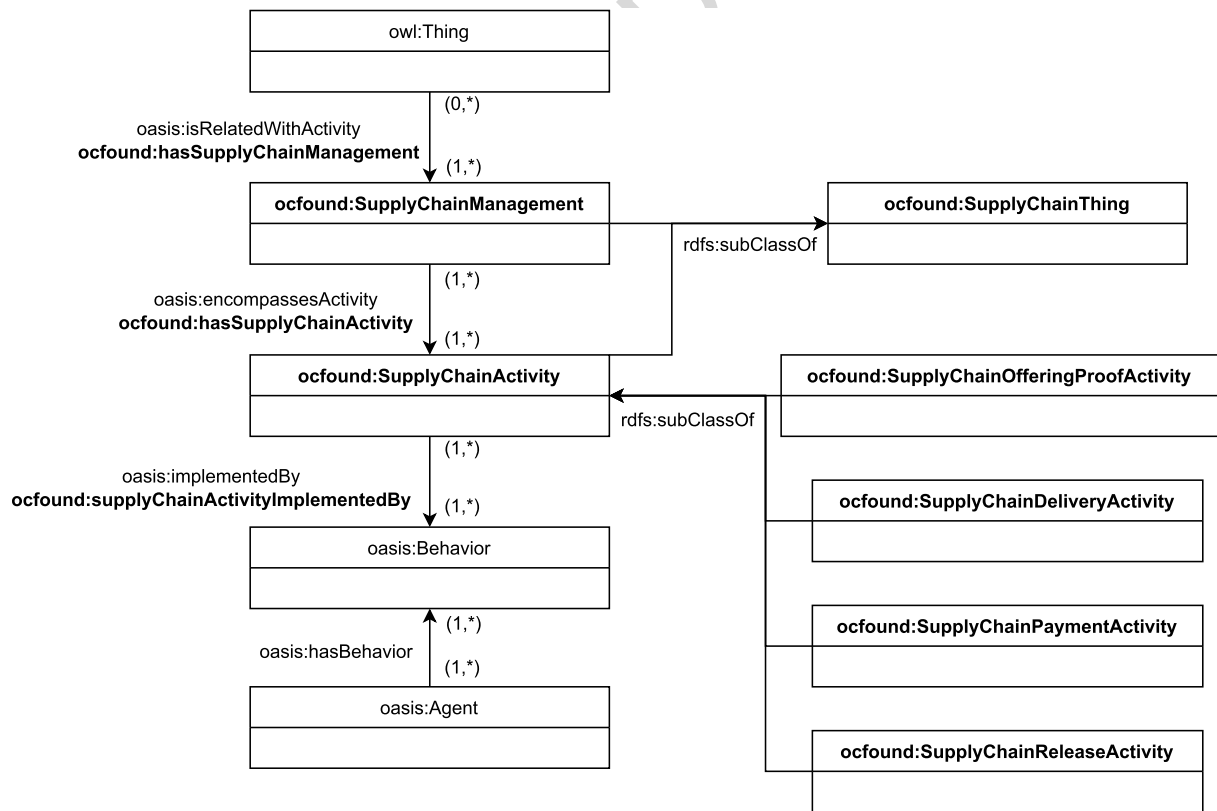 owl:Thing
(0,*)
oasis:isRelatedWithActivity
ocfound:hasSupplyChainManagement
(1,*)
ocfound:SupplyChainManagement
ocfound:SupplyChainThing
rdfs:subClassOf
(1,*)
oasis:encompassesActivity
ocfound:hasSupplyChainActivity
(1,*)
ocfound:SupplyChainActivity
ocfound:SupplyChainOfferingProofActivity
rdfs:subClassOf
(1,*)
oasis:implementedBy
ocfound:supplyChainActivityImplementedBy
(1,*)
ocfound:SupplyChainDeliveryActivity
oasis:Behavior
(1,*)
ocfound:SupplyChainPaymentActivity
oasis:hasBehavior
(1,*)
oasis:Agent
ocfound:SupplyChainReleaseActivity